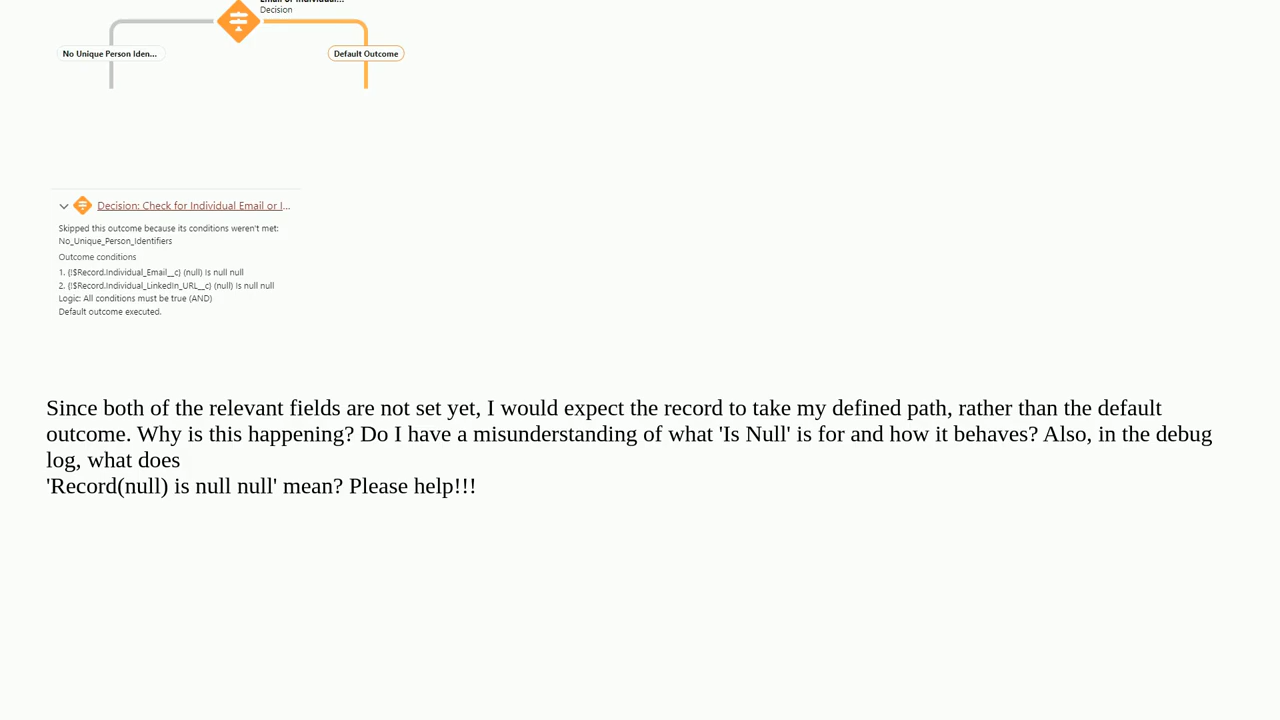 Decision
No Unique Person Iden...
Default Outcome
Decision: Check for Individual Email or I...
Skipped this outcome because its conditions weren't met:
No_Unique_Person_Identifiers
Outcome conditions
1. {!$Record.Individual_Email__c} (null) Is null null
2. {!$Record.Individual_LinkedIn_URL__c} (null) Is null null
Logic: All conditions must be true (AND)
Default outcome executed.
Since both of the relevant fields are not set yet, I would expect the record to take my defined path, rather than the default
outcome. Why is this happening? Do I have a misunderstanding of what 'Is Null' is for and how it behaves? Also, in the debug
log, what does
'Record(null) is null null' mean? Please help!!!